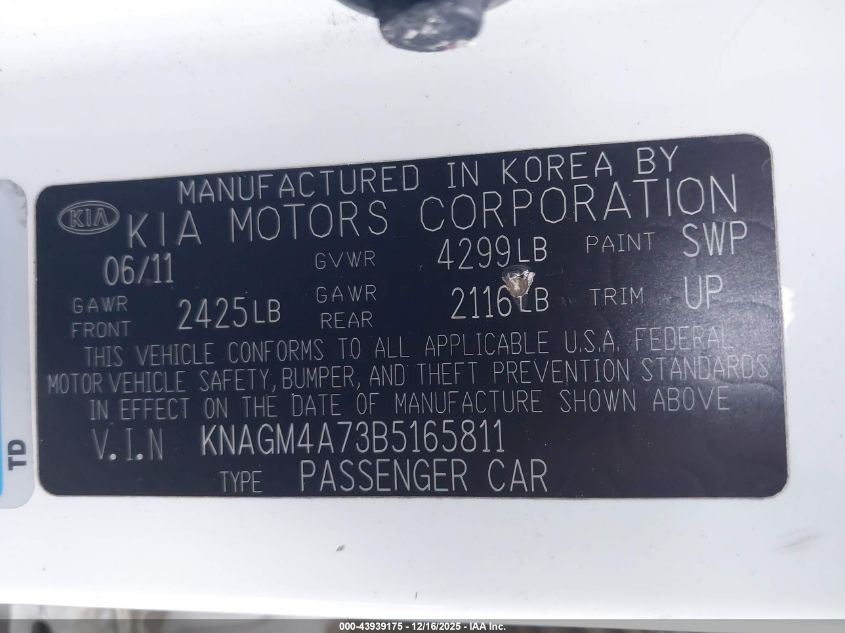 MANUFACTURED IN KOREA BY
KIA
KIA MOTORS CORPORATION
06/11 GVWR 4299LB PAINT SWP
GAWR FRONT 2425LB GAWR REAR 2116LB TRIM UP
THIS VEHICLE CONFORMS TO ALL APPLICABLE U.S.A. FEDERAL
MOTOR VEHICLE SAFETY, BUMPER, AND THEFT PREVENTION STANDARDS
IN EFFECT ON THE DATE OF MANUFACTURE SHOWN ABOVE
V.I.N KNAGM4A73B5165811
TYPE PASSENGER CAR
TD
000-43939175 - 12/16/2025 - IAA Inc.